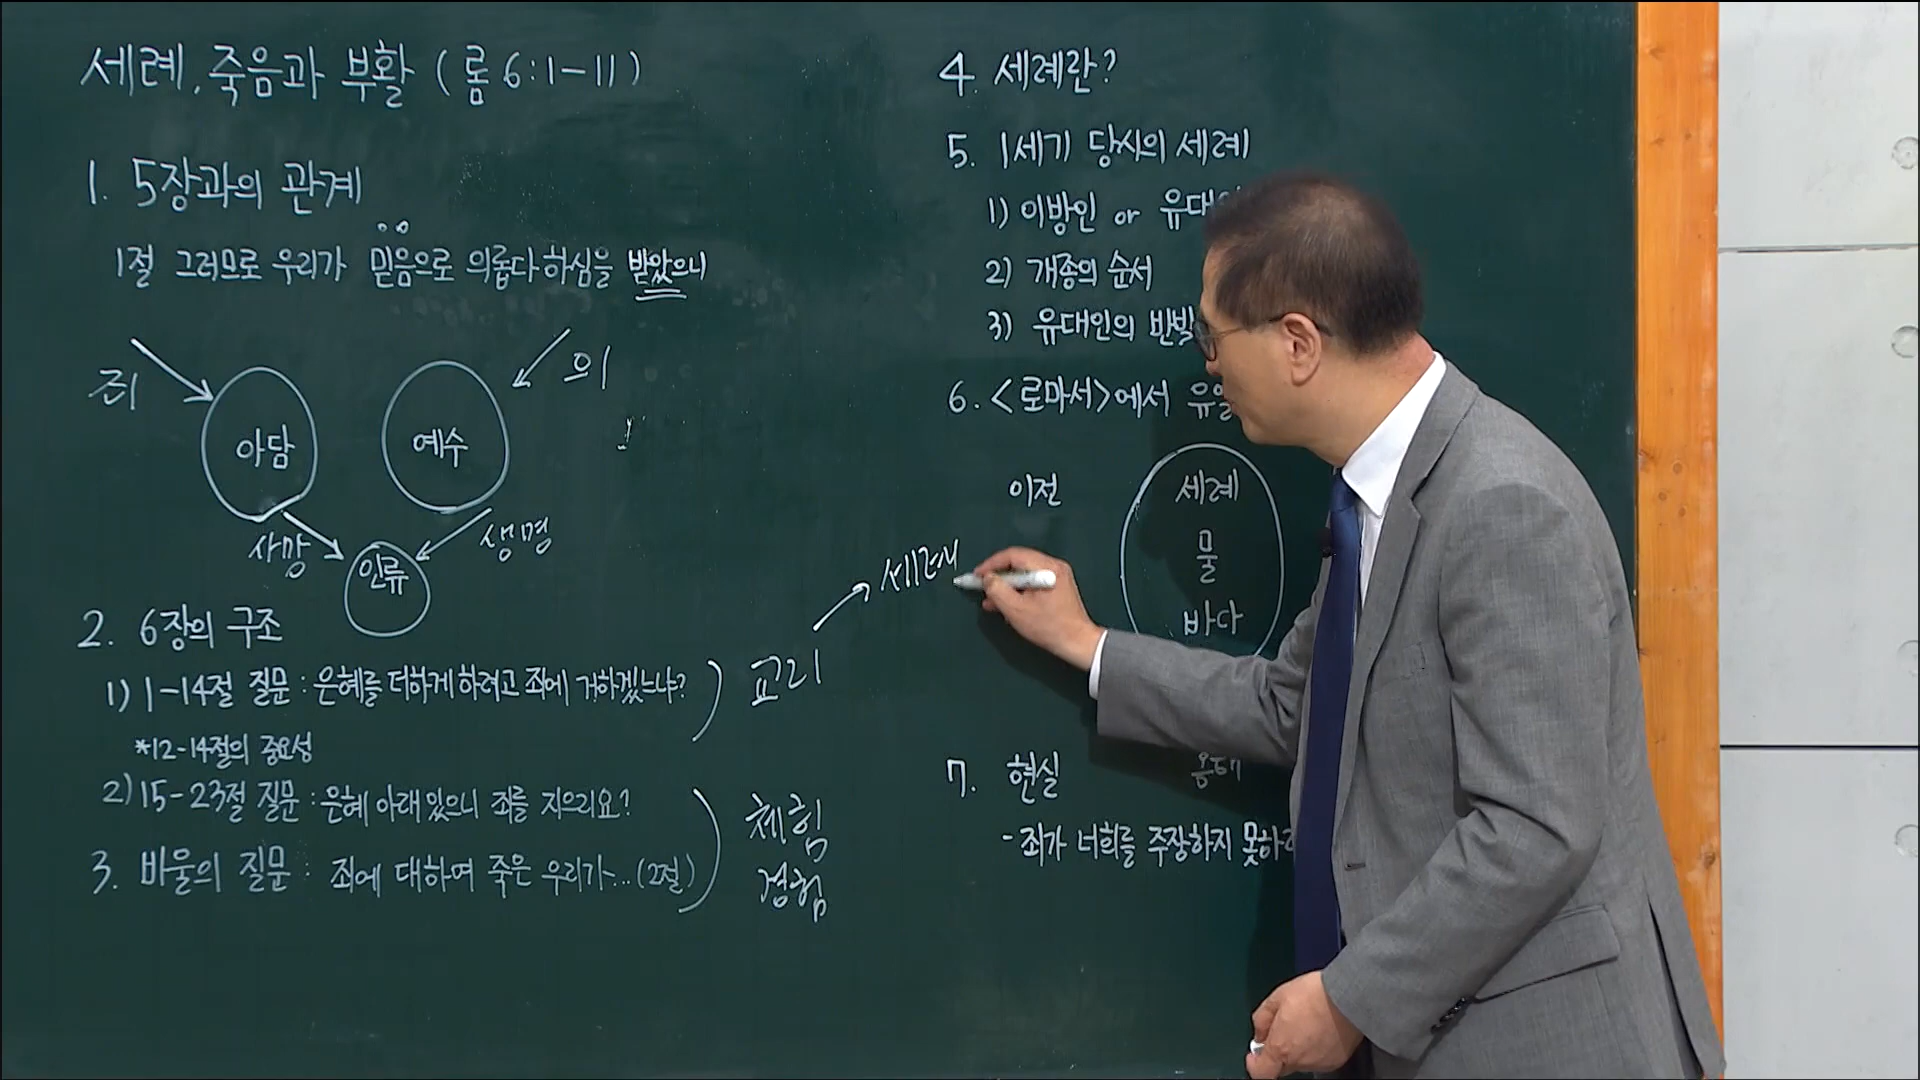 세례, 죽음과 부활 (롬 6:1-11)
1. 5장과의 관계
1절 그러므로 우리가 믿음으로 의롭다하심을 받았으니
죄
의
아담
예수
사망
생명
인류
2. 6장의 구조
1) 1-14절 질문 : 은혜를 더하게 하려고 죄에 거하겠느냐?
*12-14절의 중요성
2) 15-23절 질문 : 은혜 아래 있으니 죄를 지으리요?
3. 바울의 질문 : 죄에 대하여 죽은 우리가... (2절)
교리
체험
경험
세례
4. 세례란?
5. 1세기 당시의 세례
1) 이방인 or
2) 개종의 순서
3) 유대인의
6. <로마서>에서
이전
세례
물
바다
7. 현실
- 죄가 너희를 주장하지